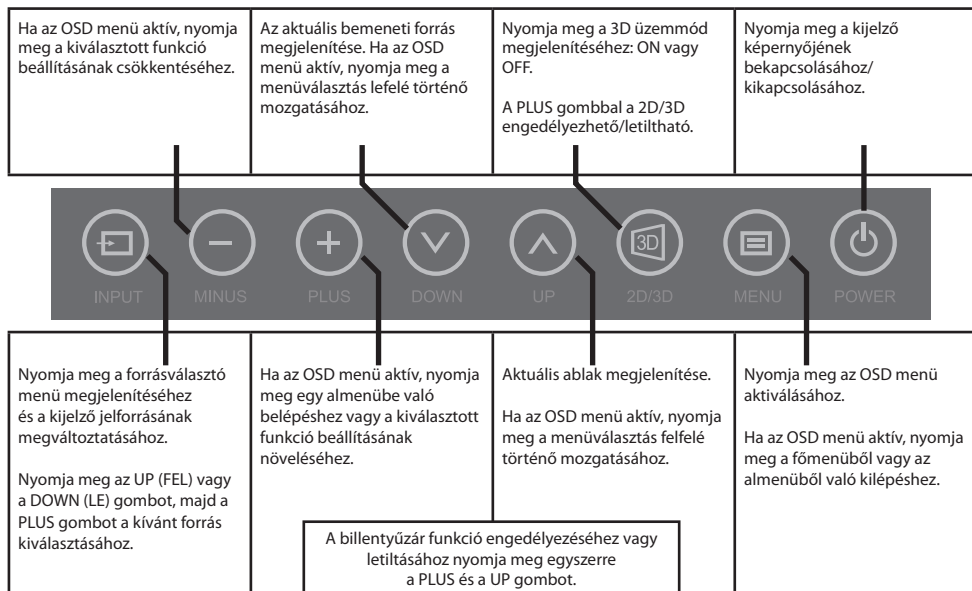 Ha az OSD menü aktív, nyomja
meg a kiválasztott funkció
beállításának csökkentéséhez.
Az aktuális bemeneti forrás
megjelenítése. Ha az OSD
menü aktív, nyomja meg a
menüválasztás lefelé történő
mozgatásához.
Nyomja meg a 3D üzemmód
megjelenítéséhez: ON vagy
OFF.
A PLUS gombbal a 2D/3D
engedélyezhető/letiltható.
Nyomja meg a kijelző
képernyőjének
bekapcsolásához/
kikapcsolásához.
3D
INPUT MINUS PLUS DOWN UP 2D/3D MENU POWER
Nyomja meg a forrásválasztó
menü megjelenítéséhez
és a kijelző jelforrásának
megváltoztatásához.
Nyomja meg az UP (FEL) vagy
a DOWN (LE) gombot, majd a
PLUS gombot a kívánt forrás
kiválasztásához.
Ha az OSD menü aktív, nyomja
meg egy almenübe való
belépéshez vagy a kiválasztott
funkció beállításának
növeléséhez.
Aktuális ablak megjelenítése.
Ha az OSD menü aktív, nyomja
meg a menüválasztás felfelé
történő mozgatásához.
Nyomja meg az OSD menü
aktiválásához.
Ha az OSD menü aktív, nyomja
meg a főmenüből vagy az
almenüből való kilépéshez.
A billentyűzár funkció engedélyezéséhez vagy
letiltásához nyomja meg egyszerre
a PLUS és a UP gombot.